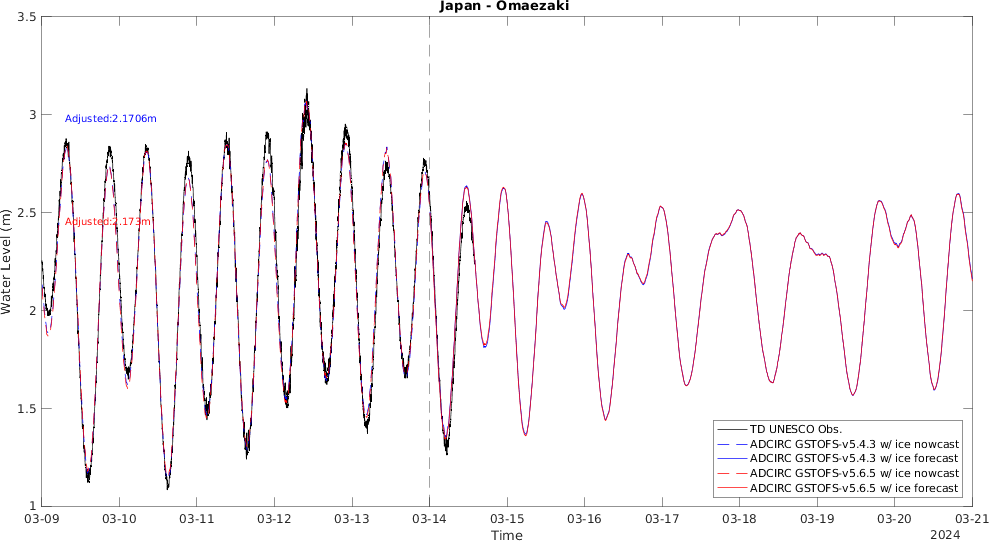 Japan - Omaezaki
Water Level (m)
3.5
3
2.5
2
1.5
1
Adjusted:2.1706m
Adjusted:2.173m
TD UNESCO Obs.
ADCIRC GSTOFS-v5.4.3 w/ ice nowcast
ADCIRC GSTOFS-v5.4.3 w/ ice forecast
ADCIRC GSTOFS-v5.6.5 w/ ice nowcast
ADCIRC GSTOFS-v5.6.5 w/ ice forecast
03-09 03-10 03-11 03-12 03-13 03-14 03-15 03-16 03-17 03-18 03-19 03-20 03-21
Time
2024